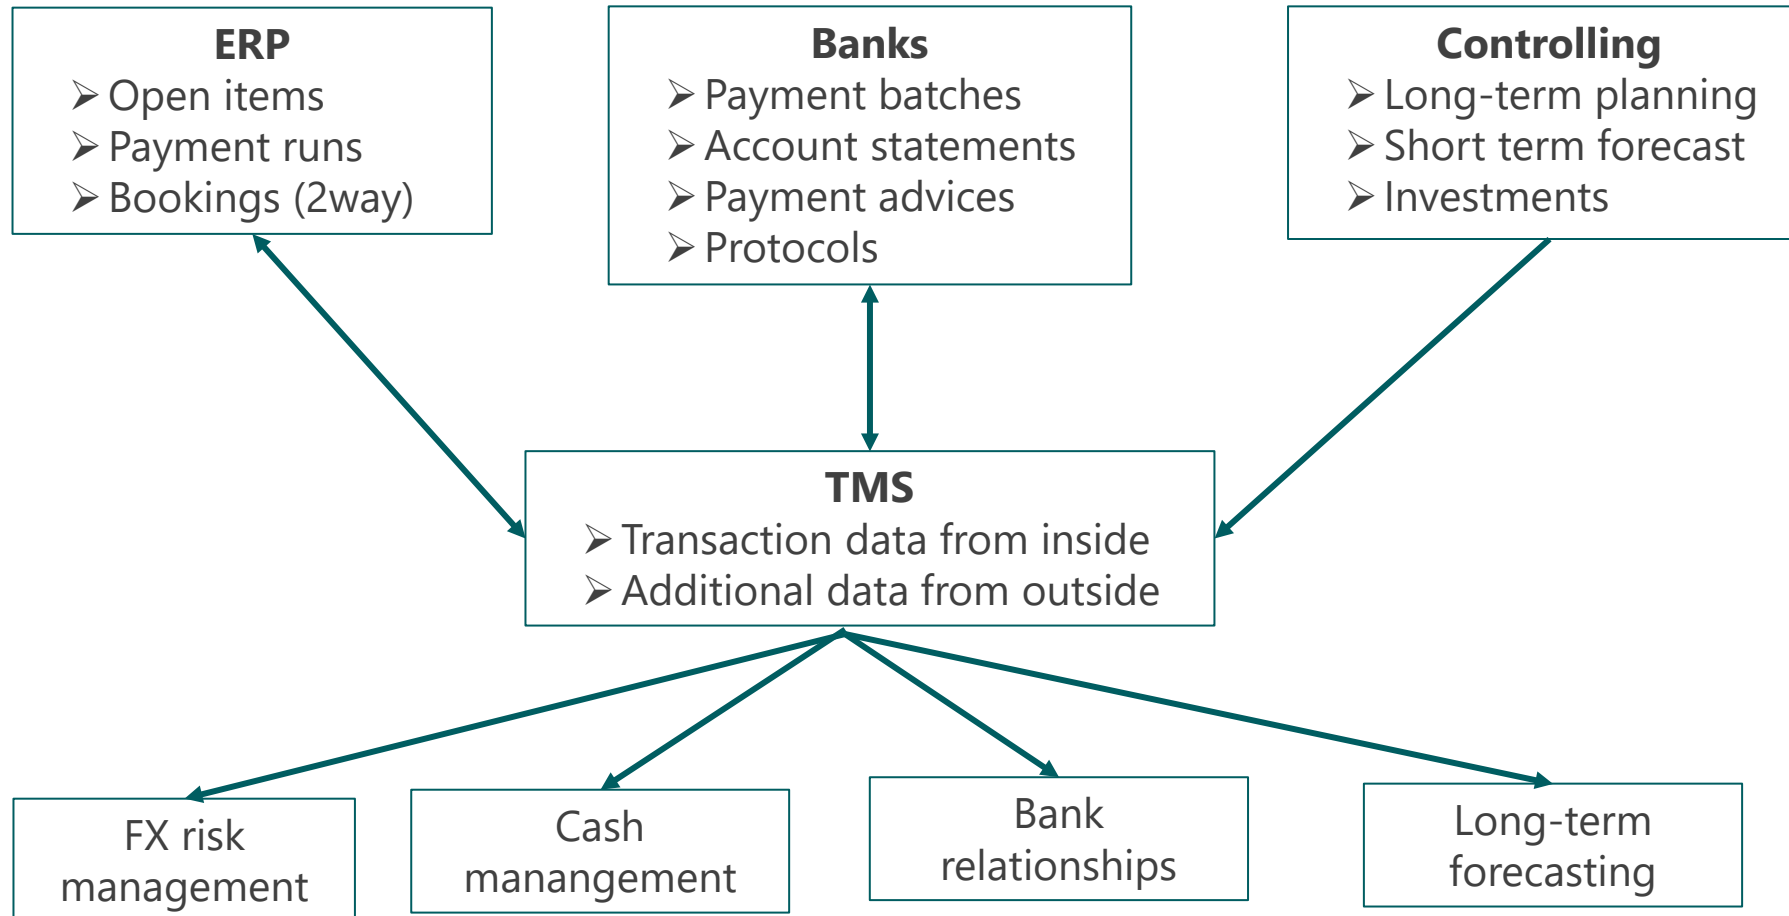 ERP
➢ Open items
➢ Payment runs
➢ Bookings (2way)
Banks
➢ Payment batches
➢ Account statements
➢ Payment advices
➢ Protocols
Controlling
➢ Long-term planning
➢ Short term forecast
➢ Investments
TMS
➢ Transaction data from inside
➢ Additional data from outside
FX risk
management
Cash
manangement
Bank
relationships
Long-term
forecasting